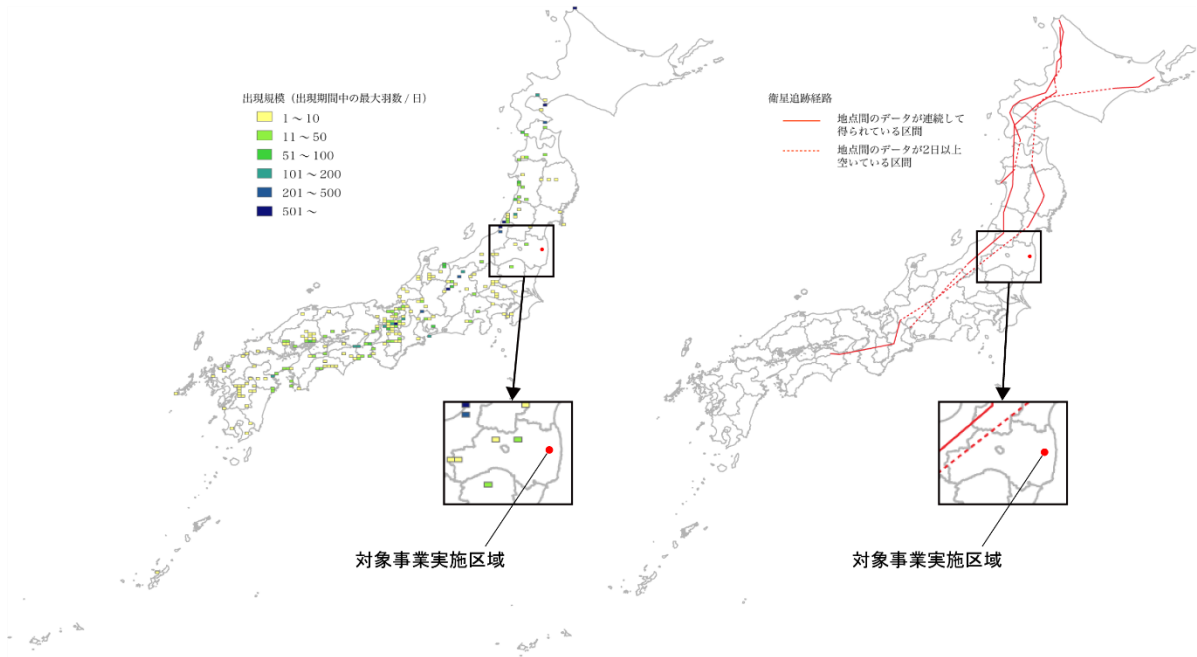 出現規模（出現期間中の最大羽数 / 日）
1～10
11～50
51～100
101～200
201～500
501～
対象事業実施区域
衛星追跡経路
地点間のデータが連続して
得られている区間
地点間のデータが2日以上
空いている区間
対象事業実施区域